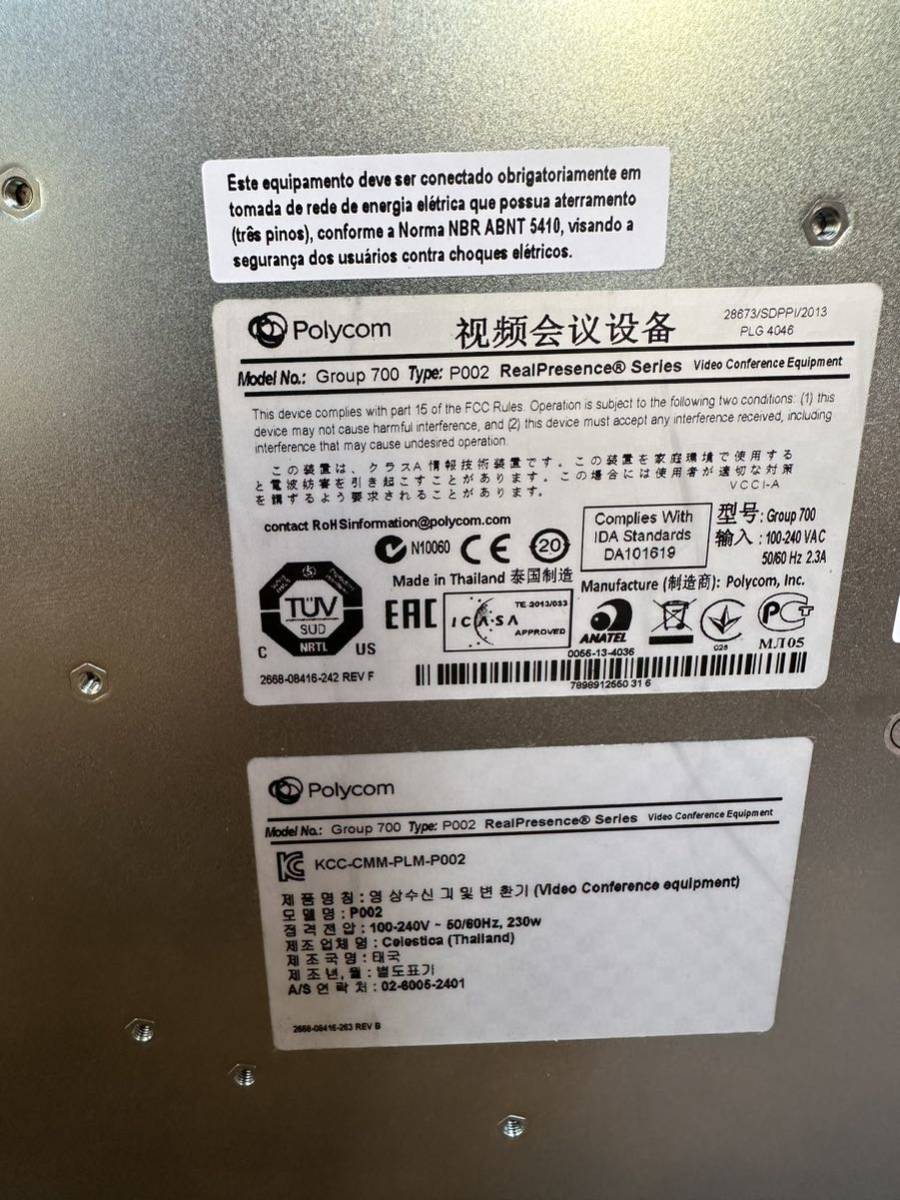 Este equipamento deve ser conectado obrigatoriamente em
tomada de rede de energia elétrica que possua aterramento
(três pinos), conforme a Norma NBR ABNT 5410, visando a
segurança dos usuários contra choques elétricos.
Polycom 视频会议设备
28673/SDPPI/2013
PLG 4046
Model No.: Group 700 Type: P002 RealPresence® Series Video Conference Equipment
This device complies with part 15 of the FCC Rules. Operation is subject to the following two conditions: (1) this
device may not cause harmful interference, and (2) this device must accept any interference received, including
interference that may cause undesired operation.
この装置は、クラスA情報技術装置です。この装置を家庭環境で使用する
と電波妨害を引き起こすことがあります。この場合には使用者が適切な対策
を講ずるよう要求されることがあります。 VCCI-A
contact RoHSinformation@polycom.com
N10060 CE 20
Complies With
IDA Standards
DA101619
型号: Group 700
输入 : 100-240 VAC
50/60 Hz 2.3A
Made in Thailand 泰国制造
Manufacture (制造商): Polycom, Inc.
TÜV
SUD
NRTL
C US
EAC
TE-2013/033
ICASA
APPROVED
ANATEL
0056-13-4036
028
PCT
МЛ05
2668-08416-242 REV F
7898912550 31 6
Polycom
Model No.: Group 700 Type: P002 RealPresence® Series Video Conference Equipment
KCC-CMM-PLM-P002
제 품 명 칭 : 영 상수신 기 및 변 환기 (Video Conference equipment)
모 델 명 : P002
정 격 전 압 : 100-240V ~ 50/60Hz, 230w
제조 업체 명 : Celestica (Thailand)
제 조 국 명 : 태국
제 조 년, 월 : 별도표기
A/S 연 락 처 : 02-6005-2401
2668-08416-263 REV B